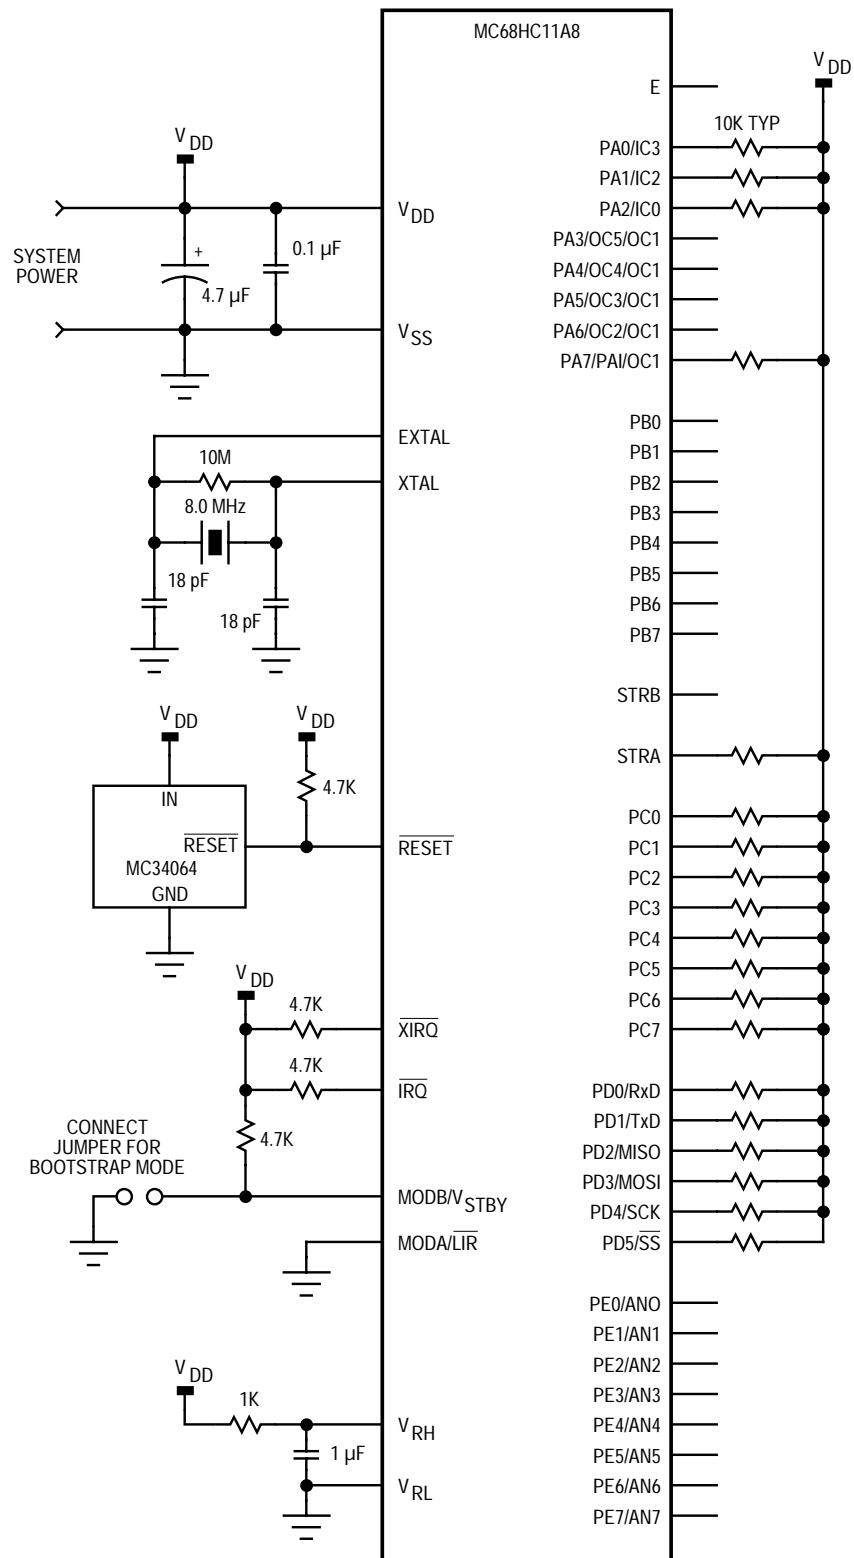 MC68HC11A8
V DD
SYSTEM
POWER
+
4.7 µF
0.1 µF
V DD
V SS
EXTAL
10M
XTAL
8.0 MHz
18 pF
18 pF
V DD
V DD
IN
4.7K
RESET
RESET
MC34064
GND
V DD
4.7K
XIRQ
4.7K
IRQ
4.7K
CONNECT
JUMPER FOR
BOOTSTRAP MODE
MODB/V STBY
MODA/LIR
V DD
1K
V RH
1 µF
V RL
V DD
E
10K TYP
PA0/IC3
PA1/IC2
PA2/IC0
PA3/OC5/OC1
PA4/OC4/OC1
PA5/OC3/OC1
PA6/OC2/OC1
PA7/PAI/OC1
PB0
PB1
PB2
PB3
PB4
PB5
PB6
PB7
STRB
STRA
PC0
PC1
PC2
PC3
PC4
PC5
PC6
PC7
PD0/RxD
PD1/TxD
PD2/MISO
PD3/MOSI
PD4/SCK
PD5/SS
PE0/ANO
PE1/AN1
PE2/AN2
PE3/AN3
PE4/AN4
PE5/AN5
PE6/AN6
PE7/AN7